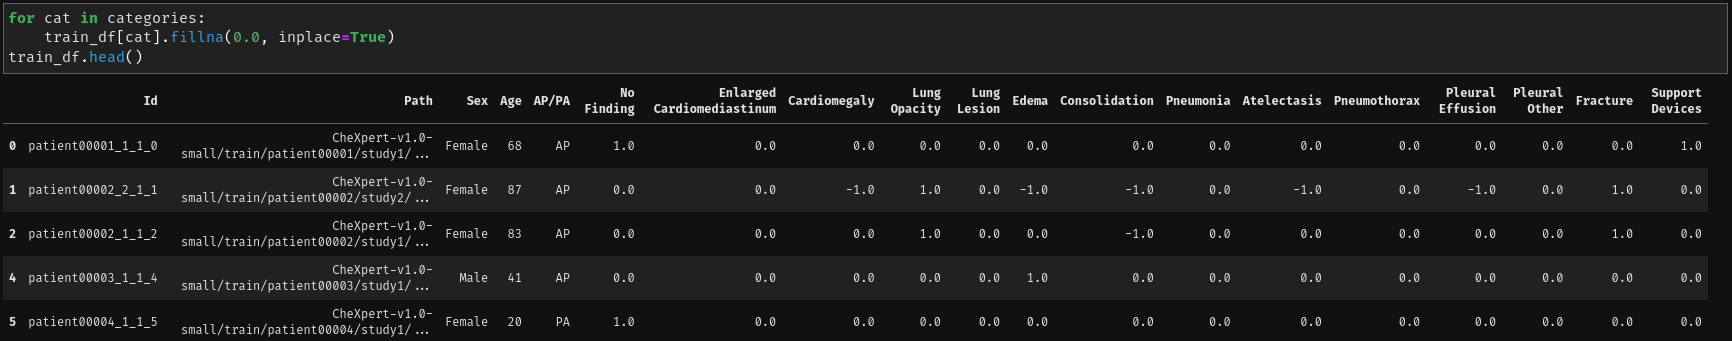 for cat in categories:
    train_df[cat].fillna(0.0, inplace=True)
train_df.head()
Id Path Sex Age AP/PA No Finding Enlarged Cardiomediastinum Cardiomegaly Lung Opacity Lung Lesion Edema Consolidation Pneumonia Atelectasis Pneumothorax Pleural Effusion Pleural Other Fracture Support Devices
0 patient00001_1_1_0 CheXpert-v1.0-small/train/patient00001/study1/... Female 68 AP 1.0 0.0 0.0 0.0 0.0 0.0 0.0 0.0 0.0 0.0 0.0 0.0 0.0 1.0
1 patient00002_2_1_1 CheXpert-v1.0-small/train/patient00002/study2/... Female 87 AP 0.0 0.0 -1.0 1.0 0.0 -1.0 -1.0 0.0 -1.0 0.0 -1.0 0.0 1.0 0.0
2 patient00002_1_1_2 CheXpert-v1.0-small/train/patient00002/study1/... Female 83 AP 0.0 0.0 0.0 1.0 0.0 0.0 -1.0 0.0 0.0 0.0 0.0 0.0 1.0 0.0
4 patient00003_1_1_4 CheXpert-v1.0-small/train/patient00003/study1/... Male 41 AP 0.0 0.0 0.0 0.0 0.0 1.0 0.0 0.0 0.0 0.0 0.0 0.0 0.0 0.0
5 patient00004_1_1_5 CheXpert-v1.0-small/train/patient00004/study1/... Female 20 PA 1.0 0.0 0.0 0.0 0.0 0.0 0.0 0.0 0.0 0.0 0.0 0.0 0.0 0.0